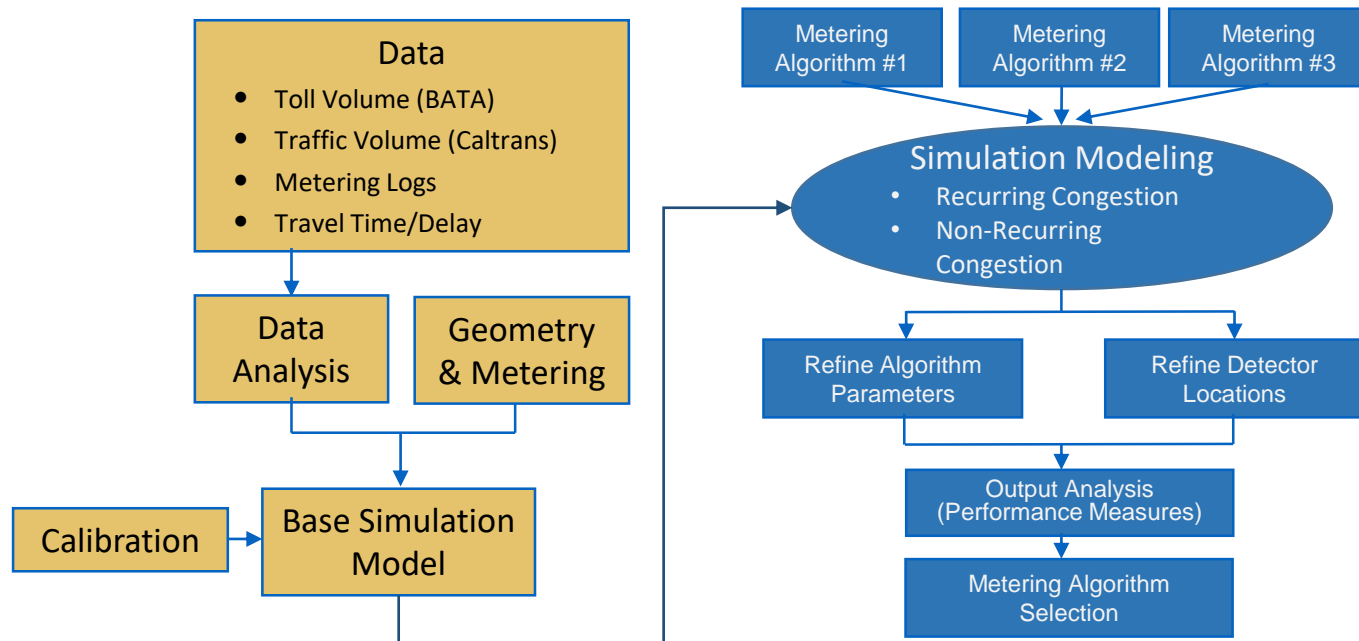 Data
• Toll Volume (BATA)
• Traffic Volume (Caltrans)
• Metering Logs
• Travel Time/Delay
Data
Analysis
Geometry
& Metering
Calibration
Base Simulation
Model
Metering
Algorithm #1
Metering
Algorithm #2
Metering
Algorithm #3
Simulation Modeling
• Recurring Congestion
• Non-Recurring
Congestion
Refine Algorithm
Parameters
Refine Detector
Locations
Output Analysis
(Performance Measures)
Metering Algorithm
Selection